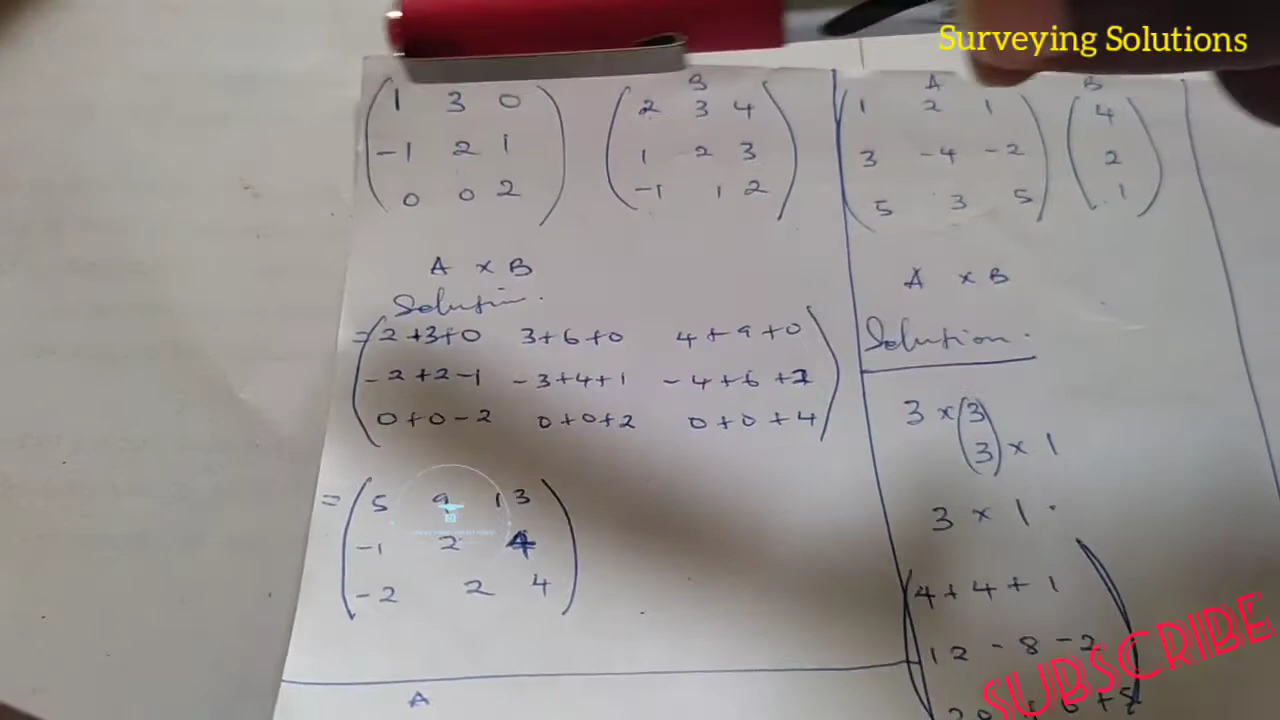 Surveying Solutions
B
1 3 0
-1 2 1
0 0 2
2 3 4
1 2 3
-1 1 2
A × B
Solution.
= 2+3+0 3+6+0 4+9+0
-2+2-1 -3+4+1 -4+6+2
0+0-2 0+0+2 0+0+4
= 5 9 13
-1 2 4
-2 2 4
A
A B
1 2 1
3 -4 -2
5 3 5
4
2
1
A × B
Solution.
3 × 3
3 × 1
3 × 1.
4+4+1
12-8-2
SUBSCRIBE